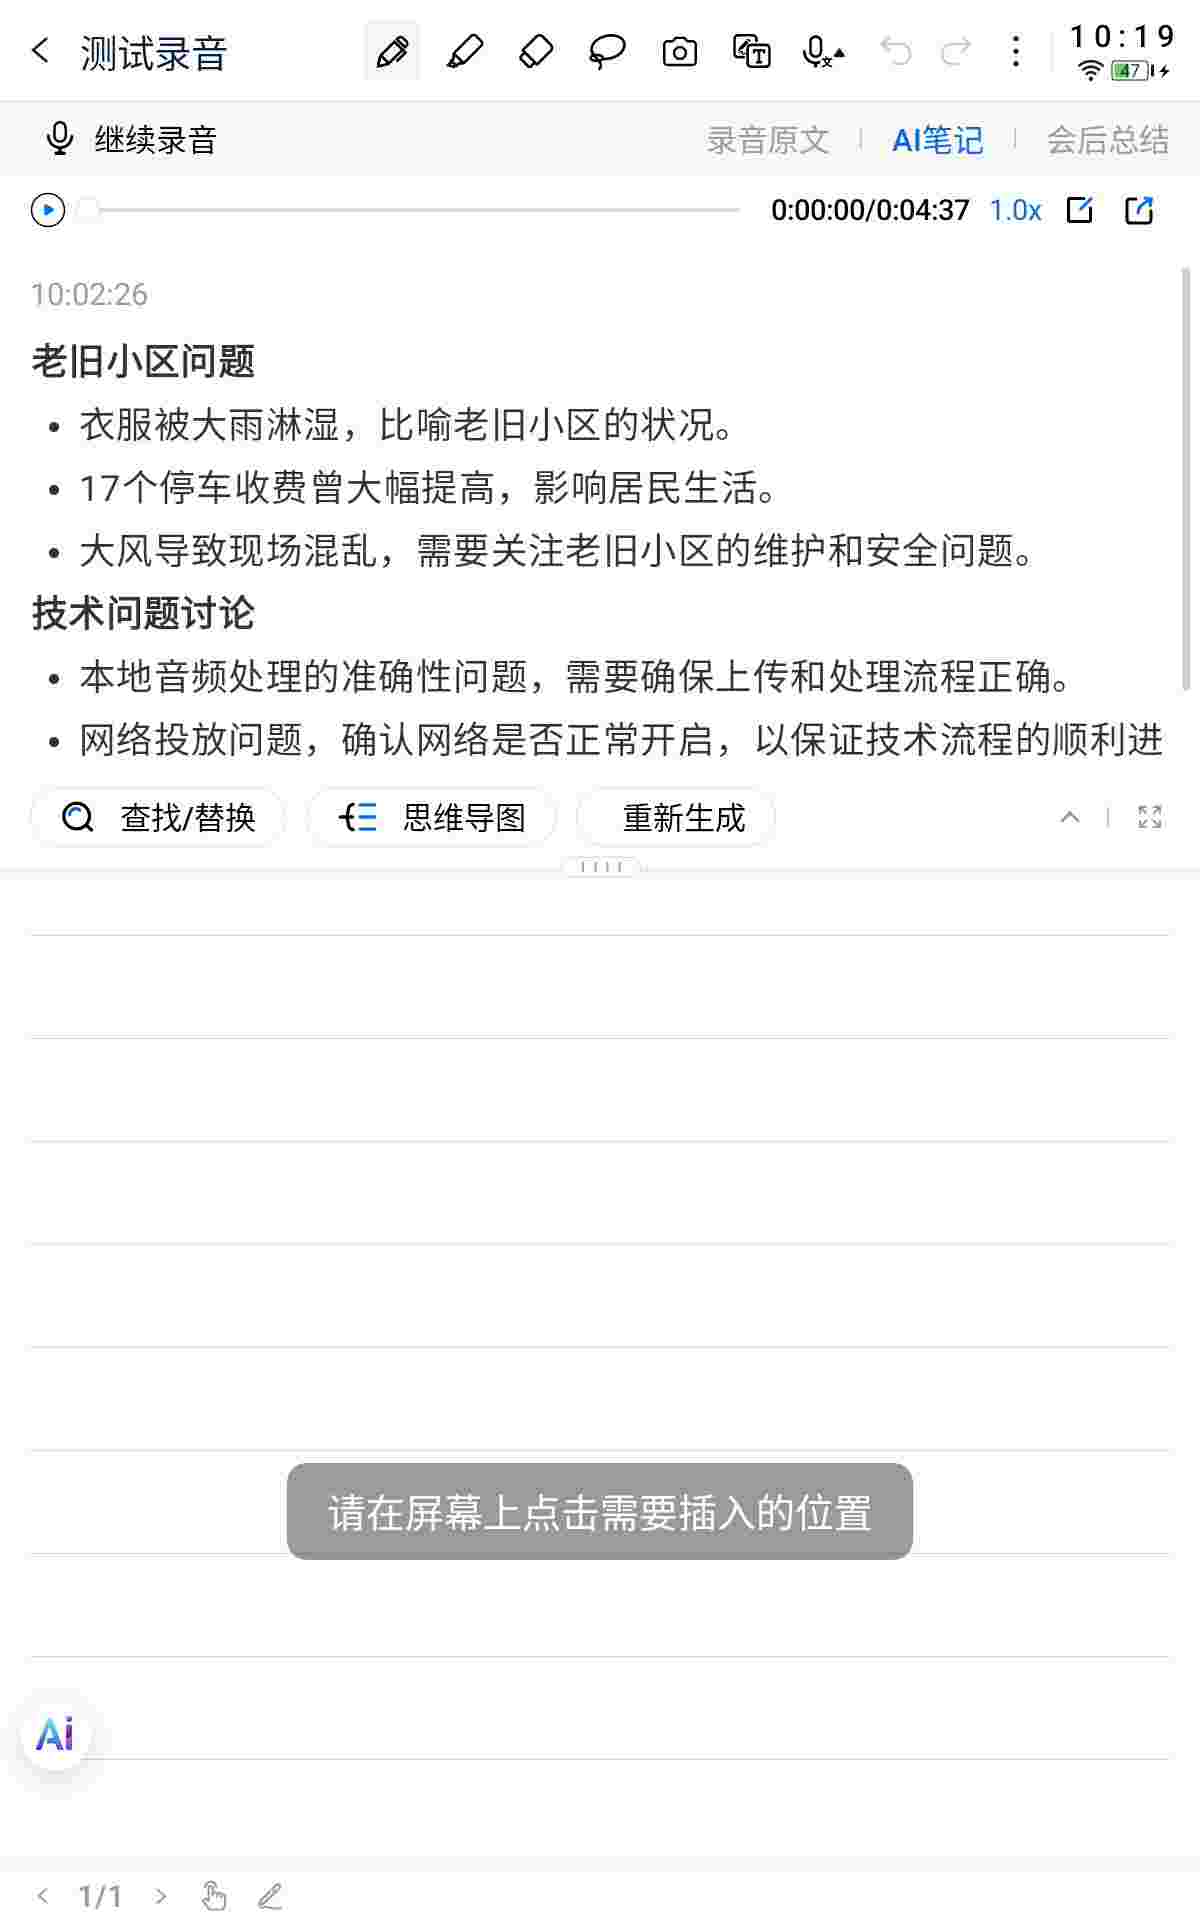 测试录音
10:19
47
继续录音
录音原文
AI笔记
会后总结
0:00:00/0:04:37
1.0x
10:02:26
老旧小区问题
• 衣服被大雨淋湿，比喻老旧小区的状况。
• 17个停车收费曾大幅提高，影响居民生活。
• 大风导致现场混乱，需要关注老旧小区的维护和安全问题。
技术问题讨论
• 本地音频处理的准确性问题，需要确保上传和处理流程正确。
• 网络投放问题，确认网络是否正常开启，以保证技术流程的顺利进
查找/替换
思维导图
重新生成
请在屏幕上点击需要插入的位置
Ai
1/1